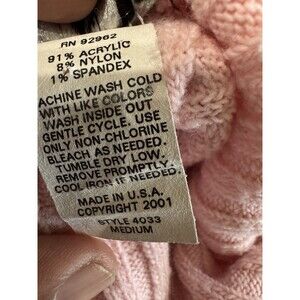 RN 92962
91% ACRYLIC
8% NYLON
1% SPANDEX
ACHINE WASH COLD
WITH LIKE COLORS
WASH INSIDE OUT
GENTLE CYCLE. USE
ONLY NON-CHLORINE
BLEACH AS NEEDED.
TUMBLE DRY LOW.
REMOVE PROMPTLY.
COOL IRON IF NEEDED.
MADE IN U.S.A.
COPYRIGHT 2001
STYLE 4033
MEDIUM